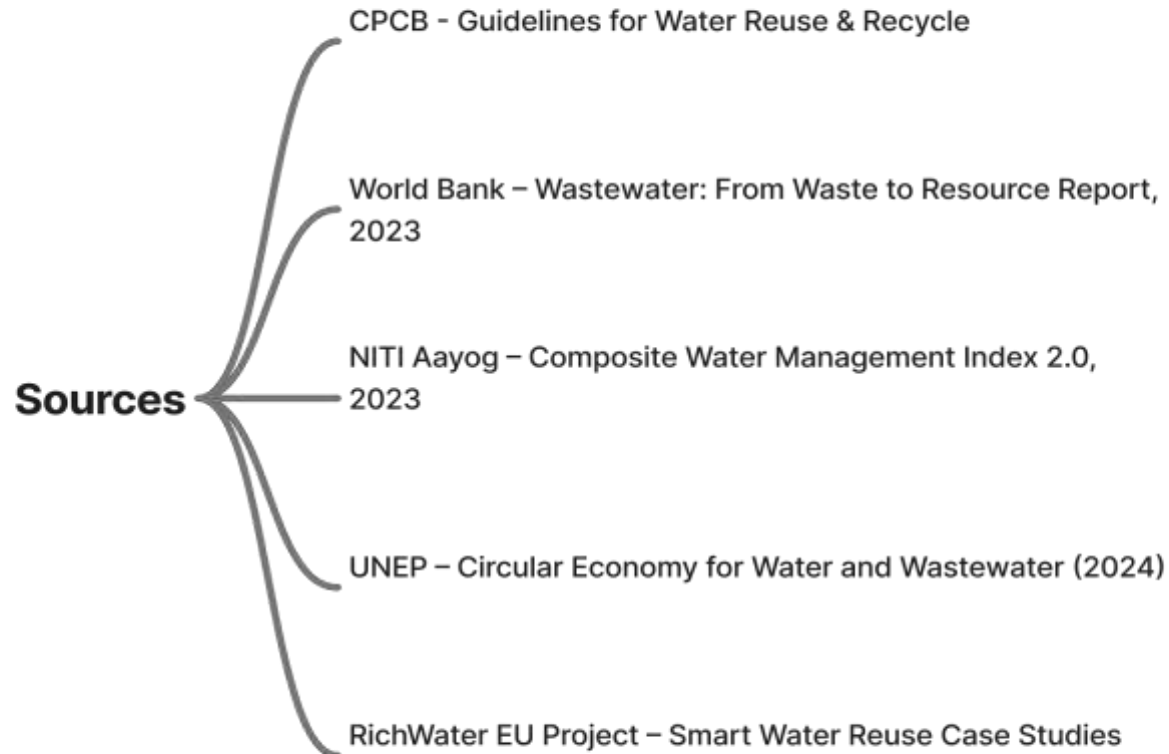 CPCB - Guidelines for Water Reuse & Recycle
World Bank – Wastewater: From Waste to Resource Report,
2023
NITI Aayog – Composite Water Management Index 2.0,
2023
Sources
UNEP – Circular Economy for Water and Wastewater (2024)
RichWater EU Project – Smart Water Reuse Case Studies